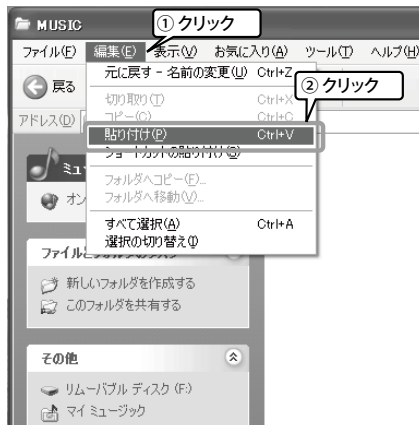 MUSIC
① クリック
ファイル(F) 編集(E) 表示(V) お気に入り(A) ツール(T) ヘルプ(H)
戻る
元に戻す - 名前の変更(U) Ctrl+Z
② クリック
切り取り(T) Ctrl+X
コピー(C) Ctrl+C
アドレス(D)
貼り付け(P) Ctrl+V
ショートカットの貼り付け(S)
ミュ
フォルダへコピー(F)...
オン
フォルダへ移動(V)...
すべて選択(A) Ctrl+A
選択の切り替え(I)
ファイルとフォルダのタスク
新しいフォルダを作成する
このフォルダを共有する
その他
リムーバブル ディスク (F:)
マイ ミュージック